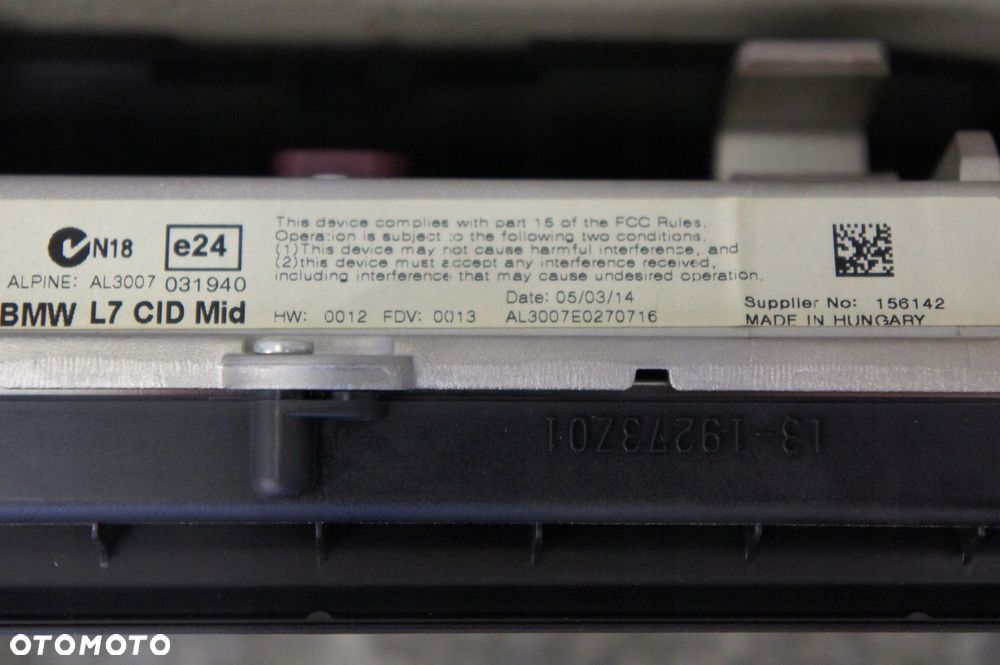 N18
e24
ALPINE: AL3007 031940
BMW L7 CID Mid
This device complies with part 15 of the FCC Rules.
Operation is subject to the following two conditions.
(1)This device may not cause harmful interference, and
(2)this device must accept any interference received,
including interference that may cause undesired operation.
Date: 05/03/14
HW: 0012 FDV: 0013 AL3007E0270716
Supplier No: 156142
MADE IN HUNGARY
13-19273Z01
OTOMOTO